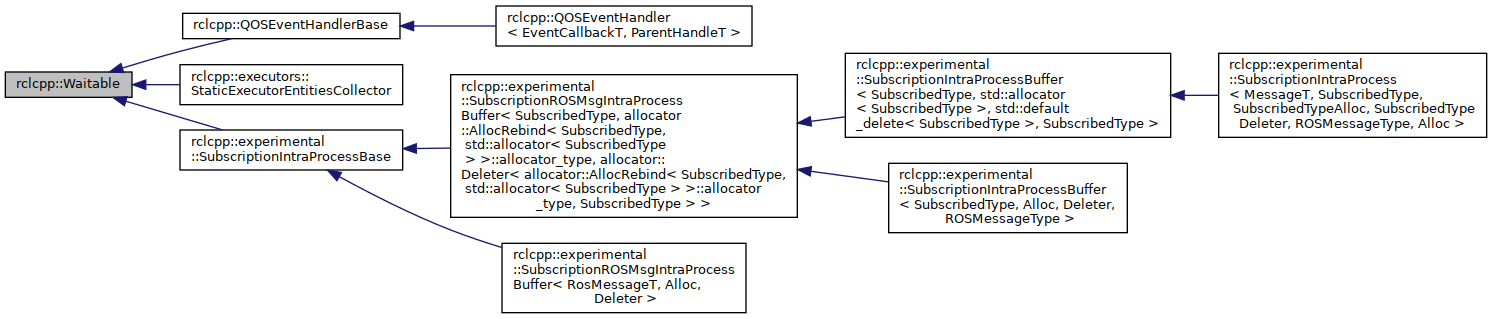 rclcpp::Waitable
rclcpp::QOSEventHandlerBase
rclcpp::QOSEventHandler
< EventCallbackT, ParentHandleT >
rclcpp::executors::
StaticExecutorEntitiesCollector
rclcpp::experimental
::SubscriptionIntraProcessBase
rclcpp::experimental
::SubscriptionROSMsgIntraProcess
Buffer< SubscribedType, allocator
::AllocRebind< SubscribedType,
std::allocator< SubscribedType
> >::allocator_type, allocator::
Deleter< allocator::AllocRebind< SubscribedType,
std::allocator< SubscribedType > >::allocator
_type, SubscribedType > >
rclcpp::experimental
::SubscriptionIntraProcessBuffer
< SubscribedType, std::allocator
< SubscribedType >, std::default
_delete< SubscribedType >, SubscribedType >
rclcpp::experimental
::SubscriptionIntraProcess
< MessageT, SubscribedType,
SubscribedTypeAlloc, SubscribedType
Deleter, ROSMessageType, Alloc >
rclcpp::experimental
::SubscriptionIntraProcessBuffer
< SubscribedType, Alloc, Deleter,
ROSMessageType >
rclcpp::experimental
::SubscriptionROSMsgIntraProcess
Buffer< RosMessageT, Alloc,
Deleter >